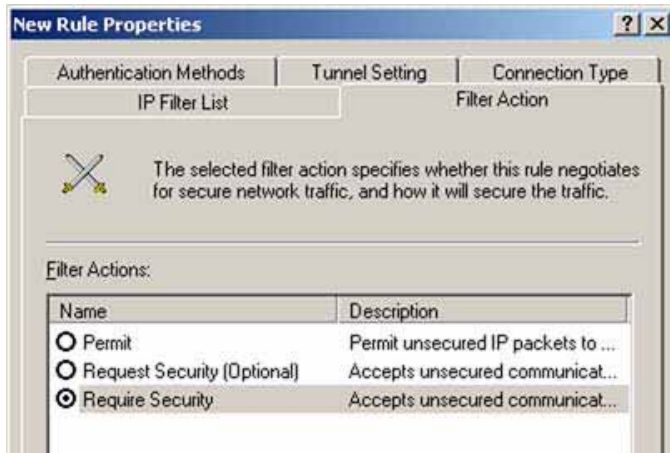 New Rule Properties
Authentication Methods Tunnel Setting Connection Type
IP Filter List Filter Action
The selected filter action specifies whether this rule negotiates
for secure network traffic, and how it will secure the traffic.
Filter Actions:
Name Description
Permit Permit unsecured IP packets to ...
Request Security (Optional) Accepts unsecured communicat...
Require Security Accepts unsecured communicat...